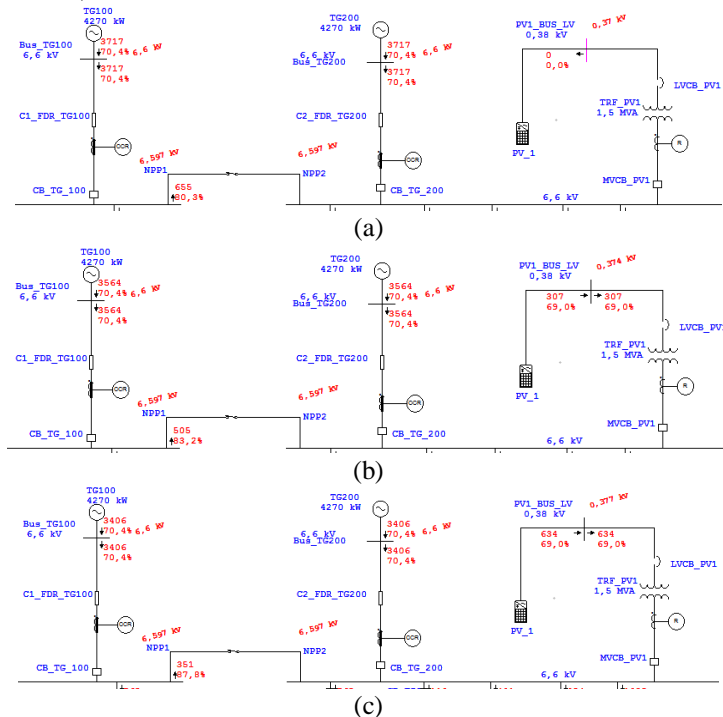 TG100
4270 kW
3717
70,4%
6,6 kV
Bus_TG100
6,6 kV
3717
70,4%
C1_FDR_TG100
OCR
CB_TG_100
6,597 kV
NPP1
655
80,3%
NPP2
6,597 kV
TG200
4270 kW
3717
70,4%
6,6 kV
6,6 kV
Bus_TG200
3717
70,4%
C2_FDR_TG200
OCR
CB_TG_200
PV1_BUS_LV
0,38 kV
0,37 kV
0
0,0%
PV_1
LVCB_PV1
TRF_PV1
1,5 MVA
R
MVCB_PV1
6,6 kV
(a)
TG100
4270 kW
3564
70,4%
6,6 kV
Bus_TG100
6,6 kV
3564
70,4%
C1_FDR_TG100
OCR
CB_TG_100
6,597 kV
NPP1
505
83,2%
NPP2
6,597 kV
TG200
4270 kW
3564
70,4%
6,6 kV
6,6 kV
Bus_TG200
3564
70,4%
C2_FDR_TG200
OCR
CB_TG_200
PV1_BUS_LV
0,38 kV
0,374 kV
307
69,0%
307
69,0%
PV_1
LVCB_PV1
TRF_PV1
1,5 MVA
R
MVCB_PV1
6,6 kV
(b)
TG100
4270 kW
3406
70,4%
6,6 kV
Bus_TG100
6,6 kV
3406
70,4%
C1_FDR_TG100
OCR
CB_TG_100
6,597 kV
NPP1
351
87,8%
NPP2
6,597 kV
TG200
4270 kW
3406
70,4%
6,6 kV
6,6 kV
Bus_TG200
3406
70,4%
C2_FDR_TG200
OCR
CB_TG_200
PV1_BUS_LV
0,38 kV
0,377 kV
634
69,0%
634
69,0%
PV_1
LVCB_PV1
TRF_PV1
1,5 MVA
R
MVCB_PV1
6,6 kV
(c)